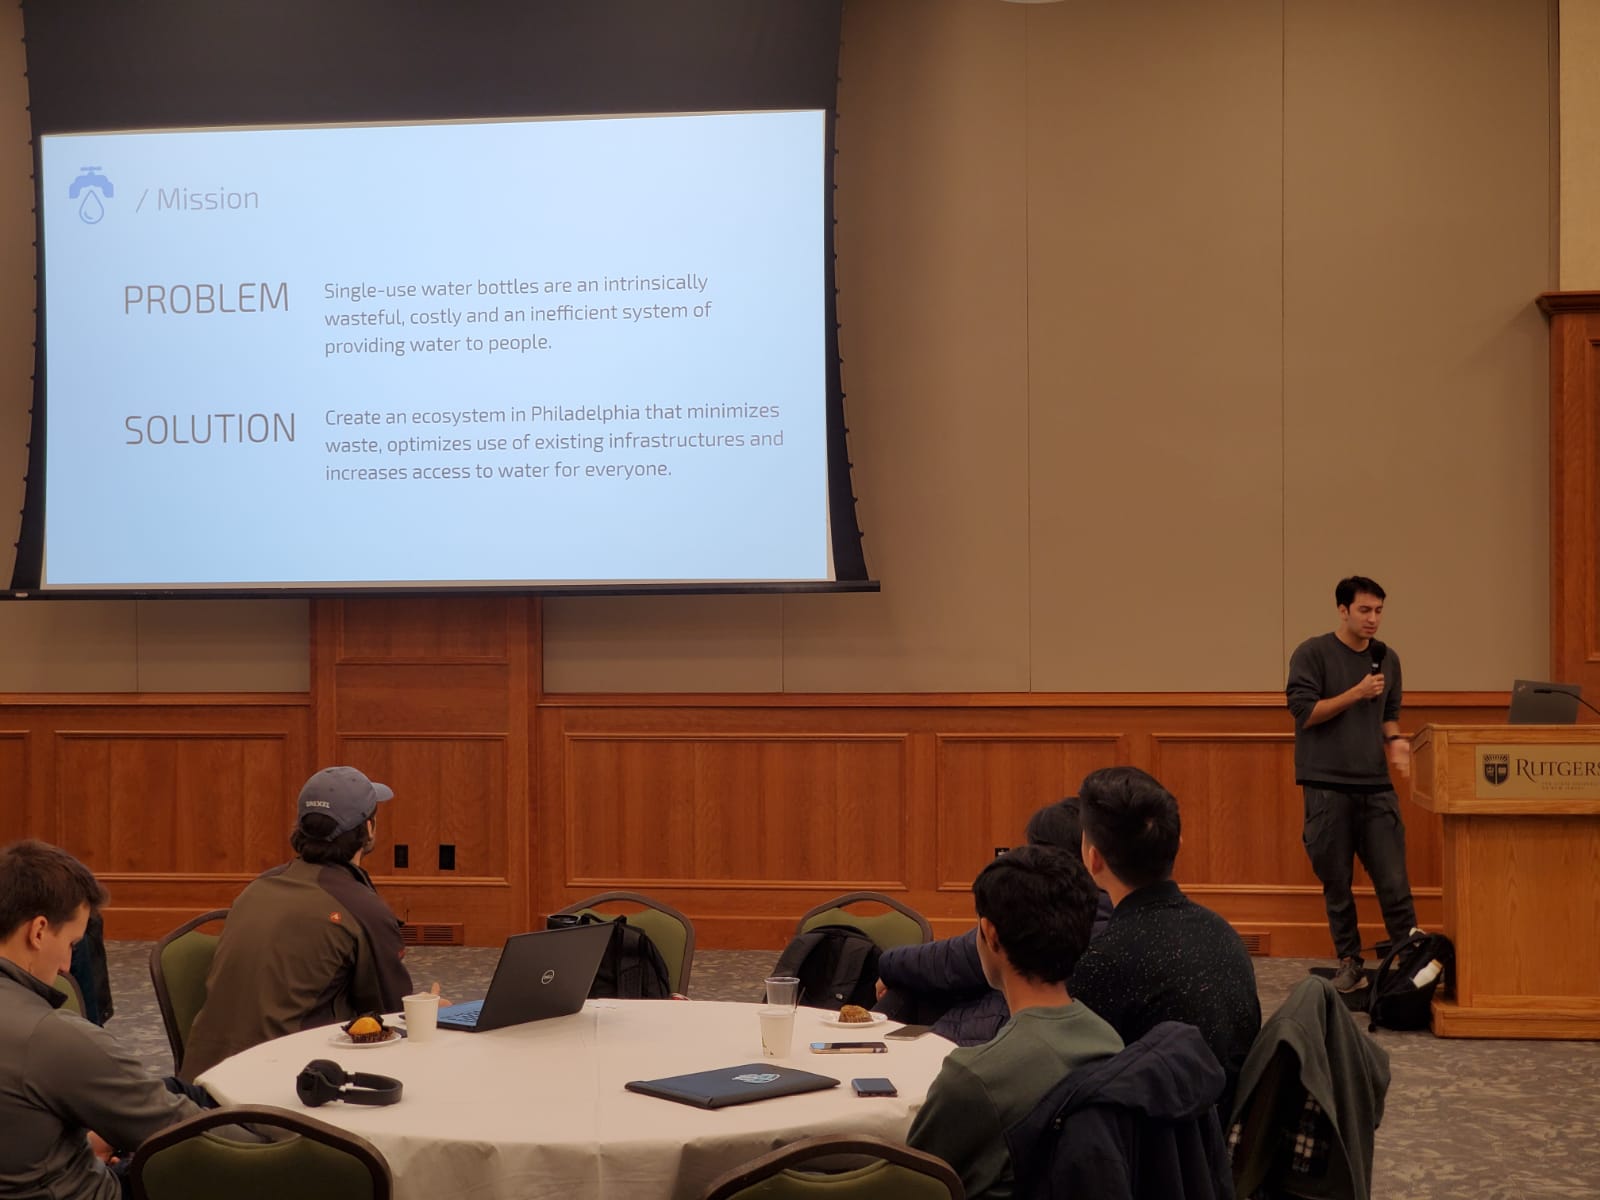 / Mission
PROBLEM
Single-use water bottles are an intrinsically
wasteful, costly and an inefficient system of
providing water to people.
SOLUTION
Create an ecosystem in Philadelphia that minimizes
waste, optimizes use of existing infrastructures and
increases access to water for everyone.
DREXEL
DELL
RUTGERS